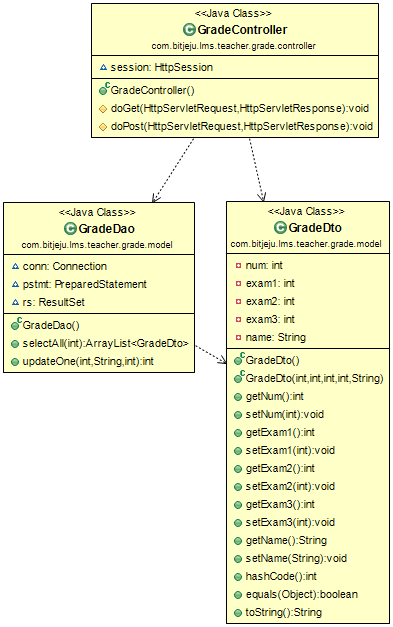 <<Java Class>>
GradeController
com.bitjeju.lms.teacher.grade.controller
session: HttpSession
GradeController()
doGet(HttpServletRequest,HttpServletResponse):void
doPost(HttpServletRequest,HttpServletResponse):void
<<Java Class>>
GradeDao
com.bitjeju.lms.teacher.grade.model
conn: Connection
pstmt: PreparedStatement
rs: ResultSet
GradeDao()
selectAll(int):ArrayList<GradeDto>
updateOne(int,String,int):int
<<Java Class>>
GradeDto
com.bitjeju.lms.teacher.grade.model
num: int
exam1: int
exam2: int
exam3: int
name: String
GradeDto()
GradeDto(int,int,int,int,String)
getNum():int
setNum(int):void
getExam1():int
setExam1(int):void
getExam2():int
setExam2(int):void
getExam3():int
setExam3(int):void
getName():String
setName(String):void
hashCode():int
equals(Object):boolean
toString():String